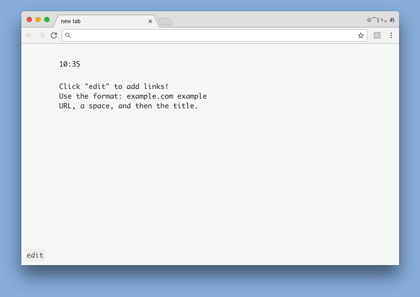 new tab
10:35
Click "edit" to add links!
Use the format: example.com example
URL, a space, and then the title.
edit